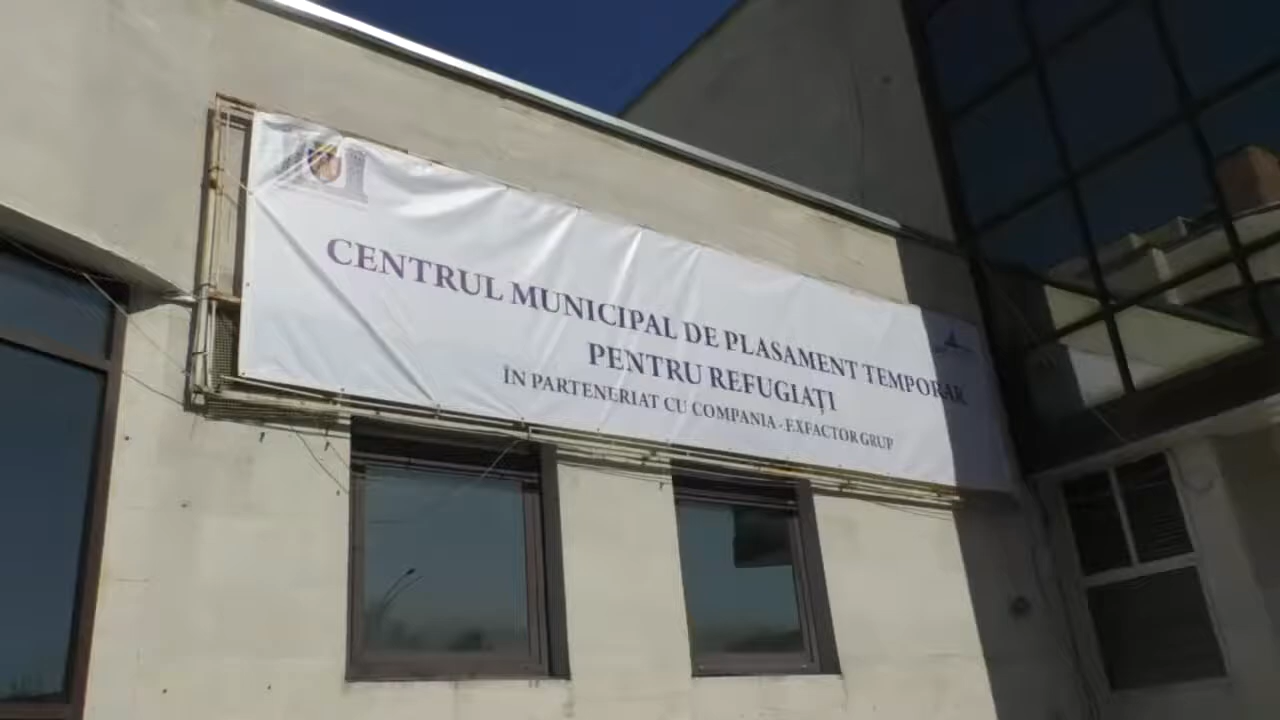 CENTRUL MUNICIPAL DE PLASAMENT TEMPORAR
PENTRU REFUGIAȚI
ÎN PARTENERIAT CU COMPANIA - EXFACTOR GRUP